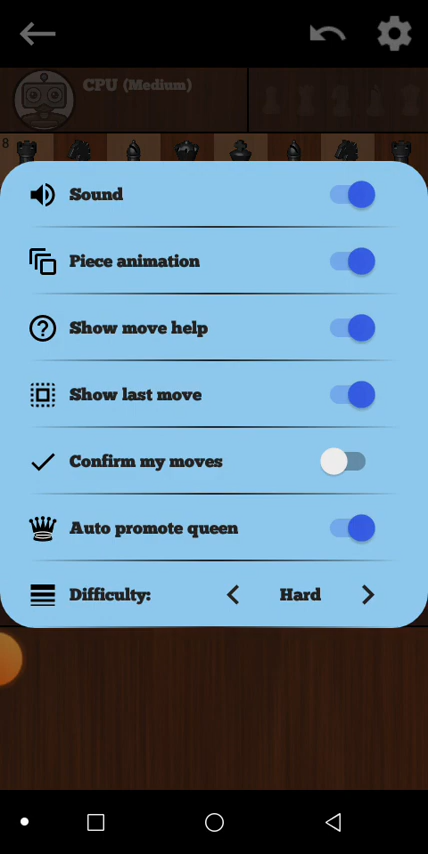 CPU (Medium)
8
Sound
Piece animation
Show move help
Show last move
Confirm my moves
Auto promote queen
Difficulty: Hard